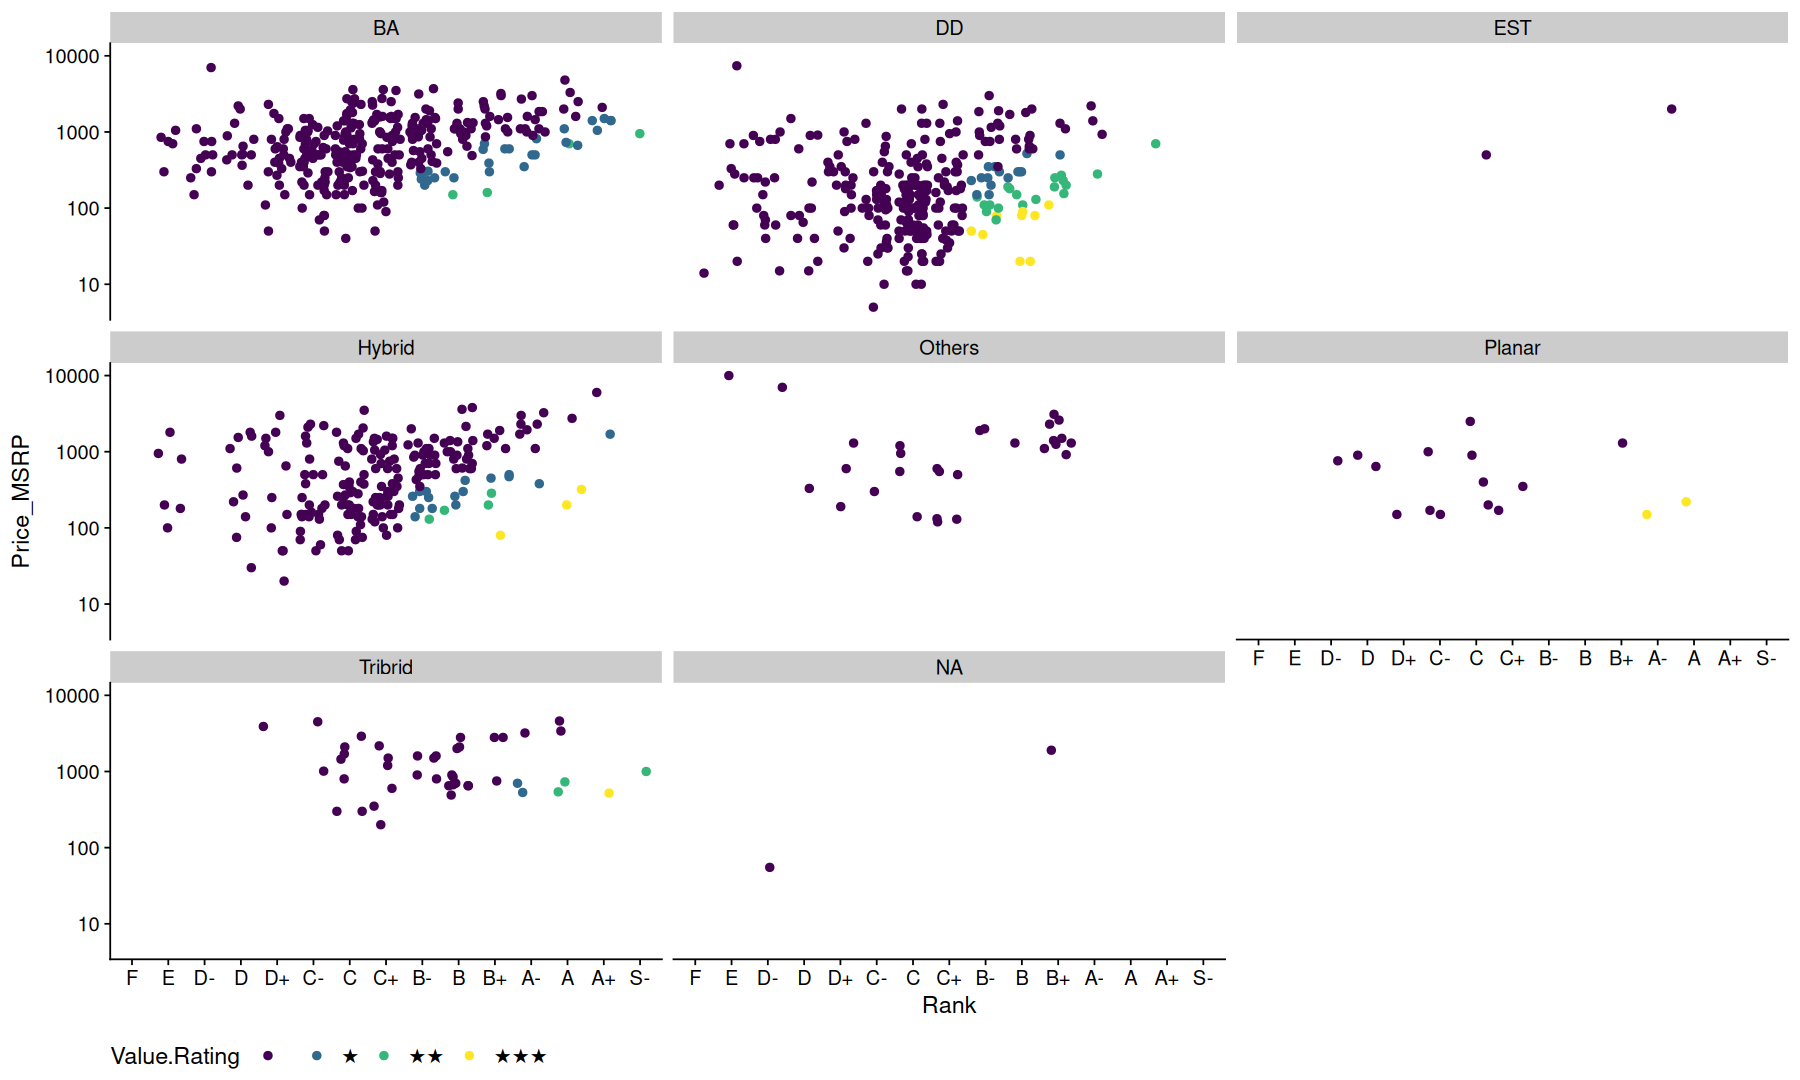 BA DD EST
10000
1000
100
10
Hybrid Others Planar
10000
1000
100
10
Price_MSRP
F E D- D D+ C- C C+ B- B B+ A- A A+ S-
Tribrid NA
10000
1000
100
10
F E D- D D+ C- C C+ B- B B+ A- A A+ S- F E D- D D+ C- C C+ B- B B+ A- A A+ S-
Rank
Value.Rating ★ ★★ ★★★